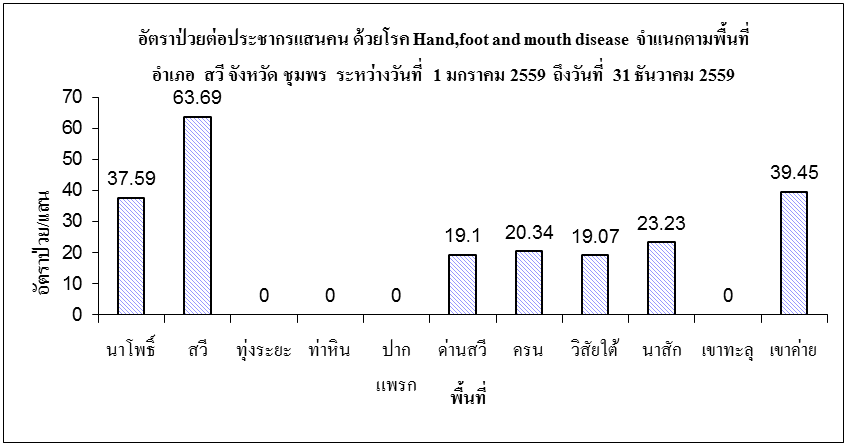 อัตราป่วยต่อประชากรแสนคน ด้วยโรค Hand,foot and mouth disease จำแนกตามพื้นที่
อำเภอ สวี จังหวัด ชุมพร ระหว่างวันที่ 1 มกราคม 2559 ถึงวันที่ 31 ธันวาคม 2559
อัตราป่วย/แสน
70
60
50
40
30
20
10
0
37.59
63.69
0
0
0
19.1
20.34
19.07
23.23
0
39.45
นาโพธิ์
สวี
ทุ่งระยะ
ท่าหิน
ปาก
แพรก
ด่านสวี
ครน
วิสัยใต้
นาสัก
เขาทะลุ
เขาค่าย
พื้นที่